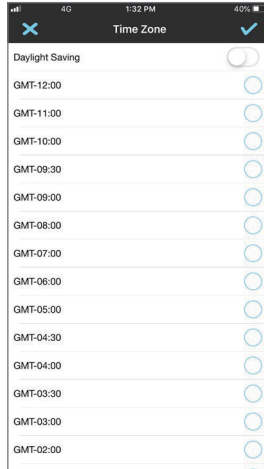 4G 1:32 PM 40%
Time Zone
Daylight Saving
GMT-12:00
GMT-11:00
GMT-10:00
GMT-09:30
GMT-09:00
GMT-08:00
GMT-07:00
GMT-06:00
GMT-05:00
GMT-04:30
GMT-04:00
GMT-03:30
GMT-03:00
GMT-02:00